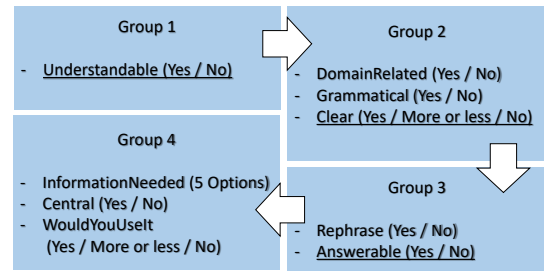 Group 1
- Understandable (Yes / No)
Group 2
- DomainRelated (Yes / No)
- Grammatical (Yes / No)
- Clear (Yes / More or less / No)
Group 3
- Rephrase (Yes / No)
- Answerable (Yes / No)
Group 4
- InformationNeeded (5 Options)
- Central (Yes / No)
- WouldYouUseIt
(Yes / More or less / No)